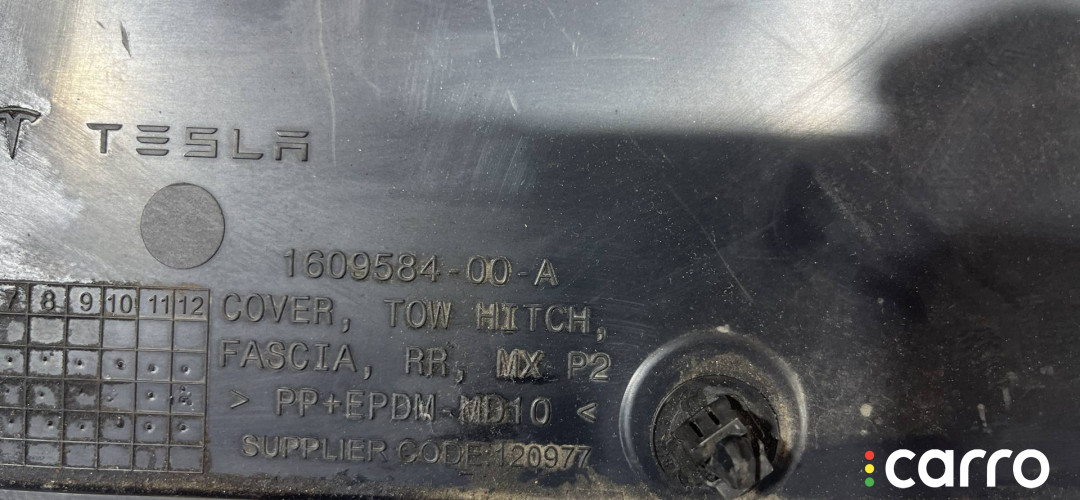 TESLA
1609584-00-A
7 8 9 10 11 12
COVER, TOW HITCH,
FASCIA, RR, MX P2
> PP+EPDM-MD10 <
SUPPLIER CODE:120977
carro